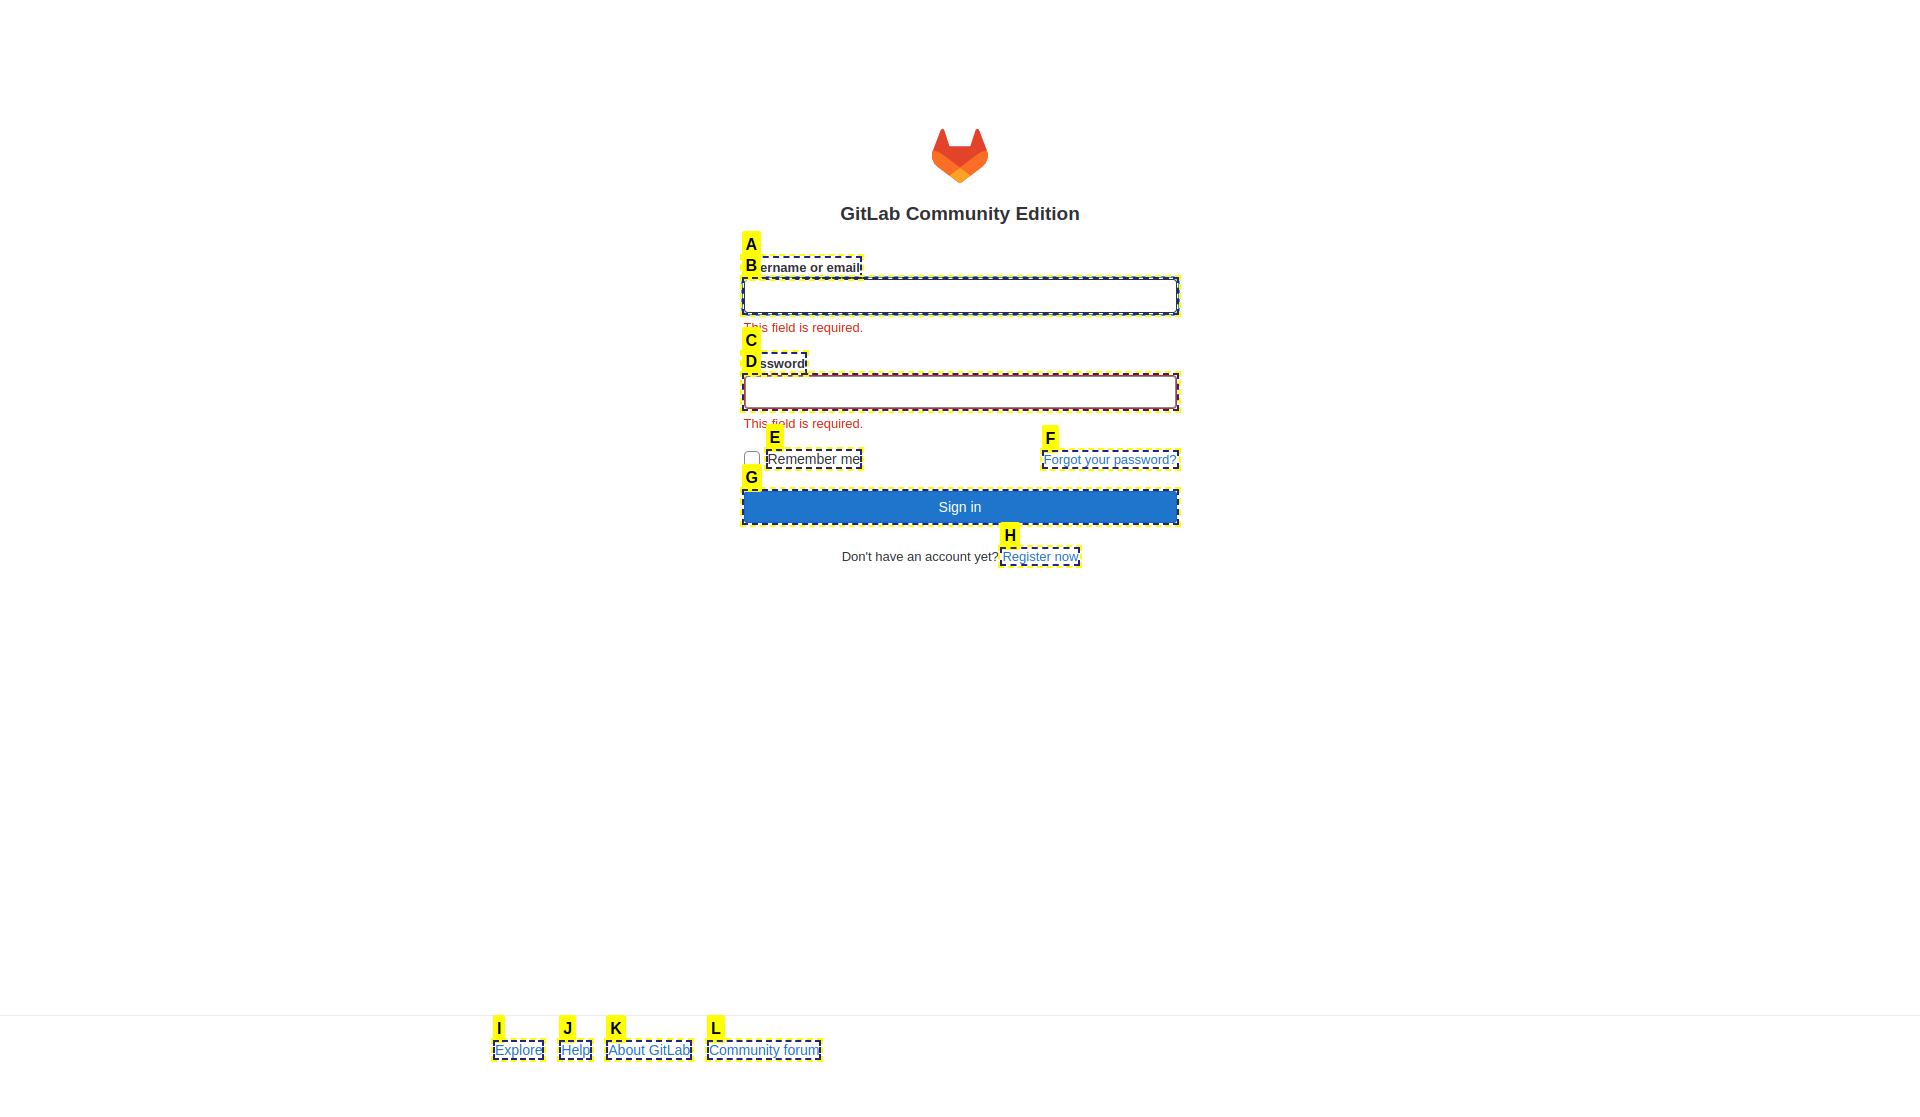 GitLab Community Edition
A
B ername or email
This field is required.
C
D ssword
This field is required.
E
F
Remember me
Forgot your password?
G
Sign in
H
Don't have an account yet? Register now
I
J
K
L
Explore
Help
About GitLab
Community forum